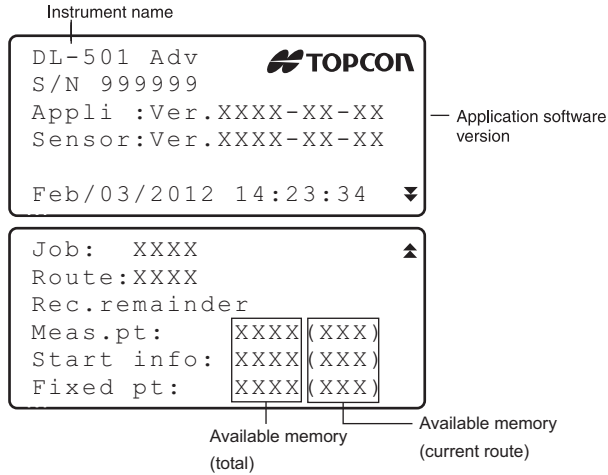 Instrument name
DL-501 Adv TOPCON
S/N 999999
Appli :Ver.XXXX-XX-XX
Sensor:Ver.XXXX-XX-XX
Application software
version
Feb/03/2012 14:23:34
Job: XXXX
Route:XXXX
Rec.remainder
Meas.pt: XXXX(XXX)
Start info: XXXX(XXX)
Fixed pt: XXXX(XXX)
Available memory
(total)
Available memory
(current route)